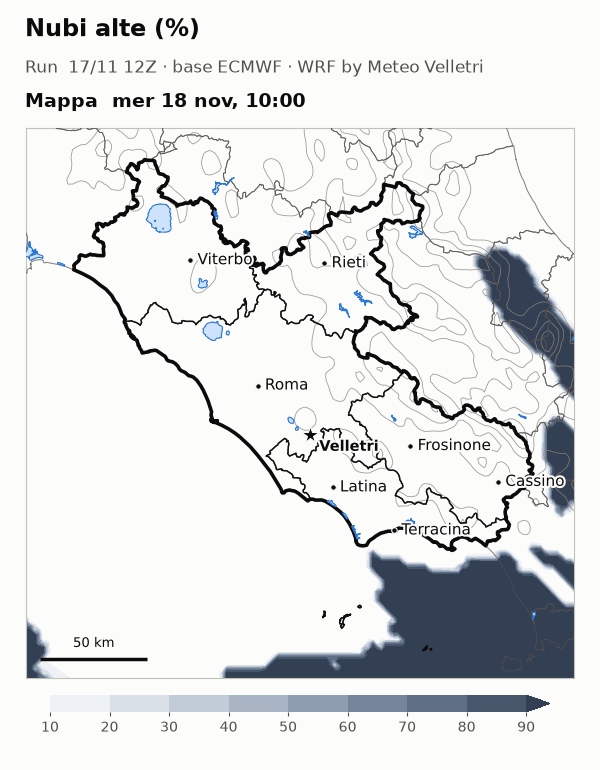 Nubi alte (%)
Run 17/11 12Z · base ECMWF · WRF by Meteo Velletri
Mappa mer 18 nov, 10:00
Viterbo
Rieti
Roma
Velletri
Frosinone
Cassino
Latina
Terracina
50 km
10 20 30 40 50 60 70 80 90